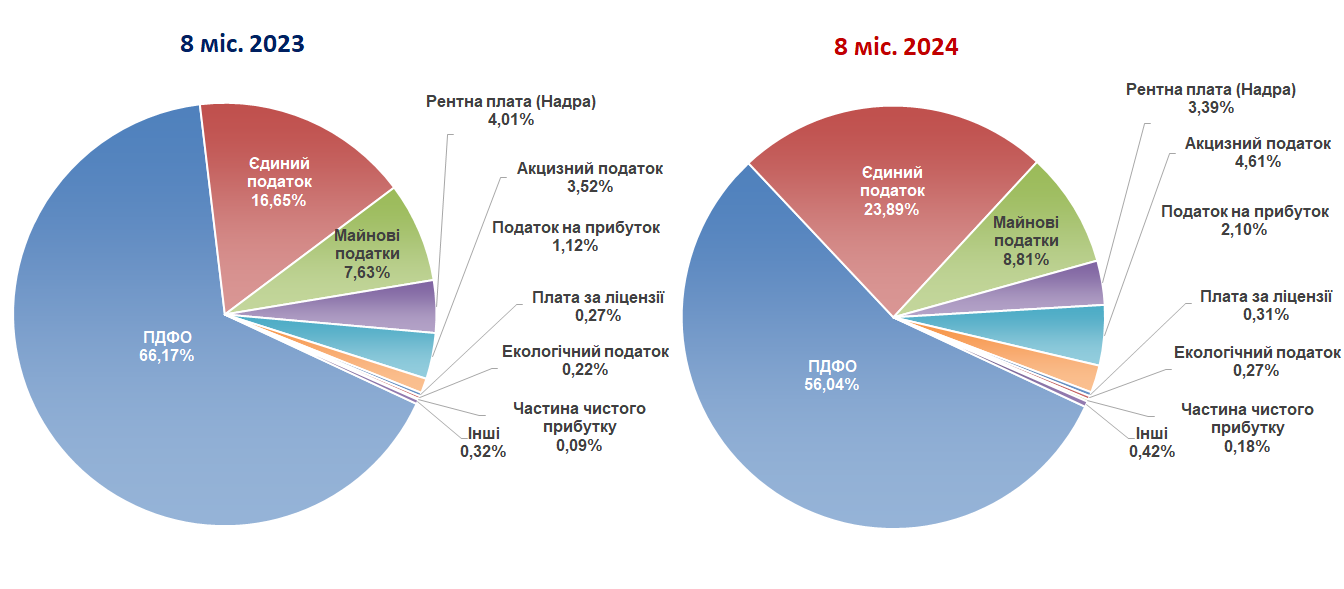 8 міс. 2023
Рентна плата (Надра)
4,01%
Єдиний
податок
16,65%
Акцизний податок
3,52%
Майнові
податки
7,63%
Податок на прибуток
1,12%
Плата за ліцензії
0,27%
ПДФО
66,17%
Екологічний податок
0,22%
Частина чистого
прибутку
0,09%
Інші
0,32%
8 міс. 2024
Рентна плата (Надра)
3,39%
Єдиний
податок
23,89%
Акцизний податок
4,61%
Майнові
податки
8,81%
Податок на прибуток
2,10%
Плата за ліцензії
0,31%
ПДФО
56,04%
Екологічний податок
0,27%
Частина чистого
прибутку
0,18%
Інші
0,42%